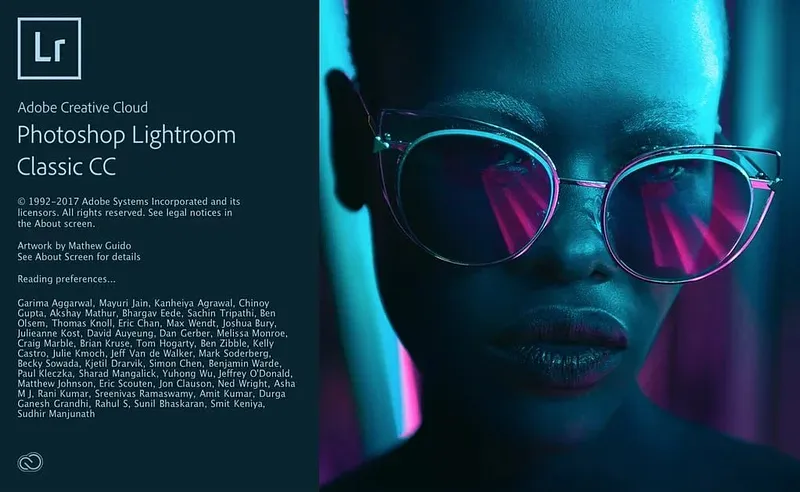 Lr
Adobe Creative Cloud
Photoshop Lightroom
Classic CC
© 1992-2017 Adobe Systems Incorporated and its
licensors. All rights reserved. See legal notices in
the About screen.
Artwork by Mathew Guido
See About Screen for details
Reading preferences...
Garima Aggarwal, Mayuri Jain, Kanheiya Agrawal, Chinoy
Gupta, Akshay Mathur, Bhargav Eede, Sachin Tripathi, Ben
Olsem, Thomas Knoll, Eric Chan, Max Wendt, Joshua Bury,
Julieanne Kost, David Auyeung, Dan Gerber, Melissa Monroe,
Craig Marble, Brian Kruse, Tom Hogarty, Ben Zibble, Kelly
Castro, Julie Kmoch, Jeff Van de Walker, Mark Soderberg,
Becky Sowada, Kjetil Drarvik, Simon Chen, Benjamin Warde,
Paul Kleczka, Sharad Mangalick, Yuhong Wu, Jeffrey O'Donald,
Matthew Johnson, Eric Scouten, Jon Clauson, Ned Wright, Asha
M J, Rani Kumar, Sreenivas Ramaswamy, Amit Kumar, Durga
Ganesh Grandhi, Rahul S, Sunil Bhaskaran, Smit Keniya,
Sudhir Manjunath